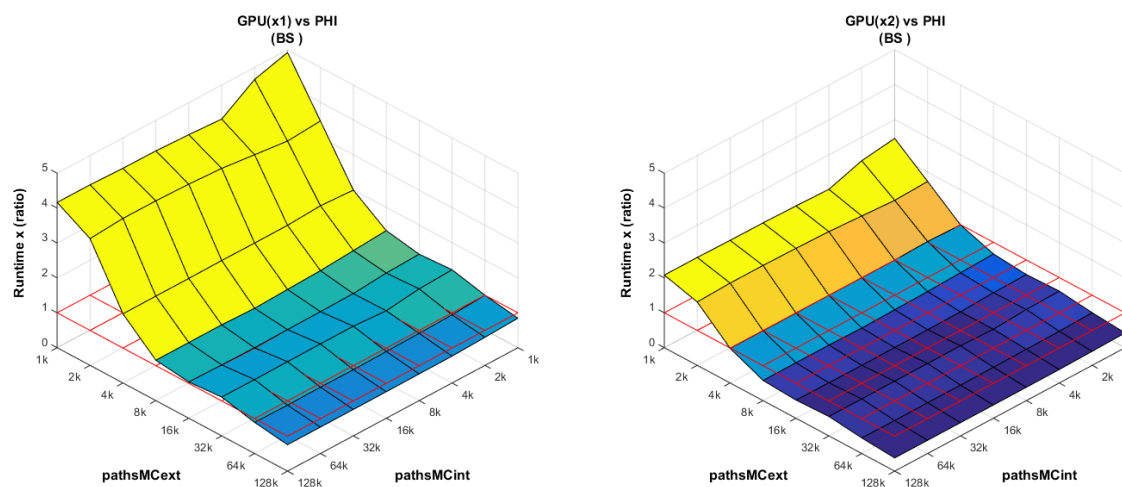 GPU(x1) vs PHI
(BS )
Runtime x (ratio)
5
4
3
2
1
0
1k
2k
4k
8k
16k
32k
64k
128k
pathsMCext
1k
2k
4k
8k
16k
32k
64k
128k
pathsMCint
GPU(x2) vs PHI
(BS )
Runtime x (ratio)
5
4
3
2
1
0
1k
2k
4k
8k
16k
32k
64k
128k
pathsMCext
1k
2k
4k
8k
16k
32k
64k
128k
pathsMCint